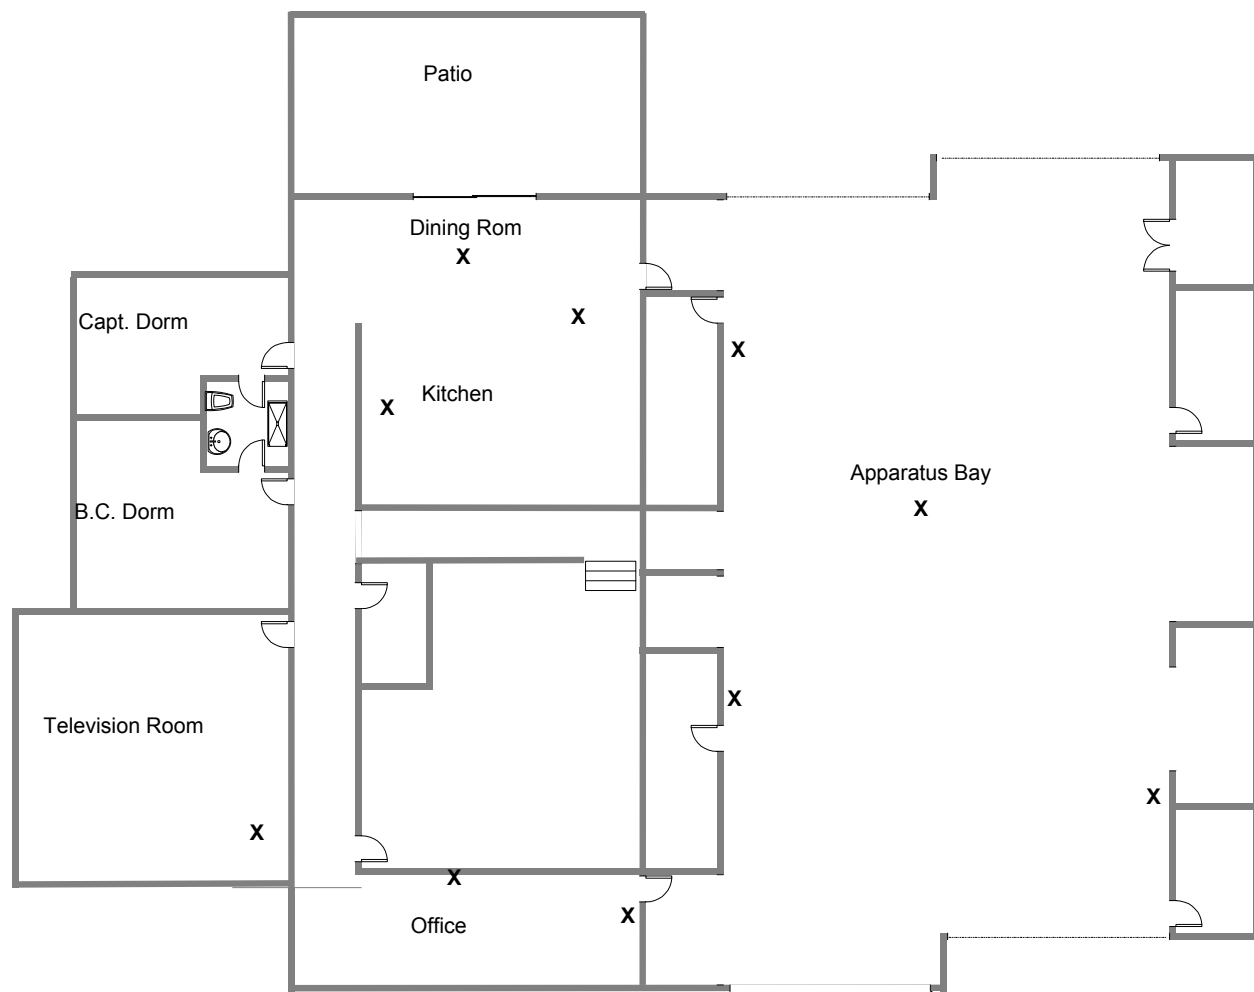 Patio
Dining Rom
X
X
Capt. Dorm
X
Kitchen
X
Apparatus Bay
X
B.C. Dorm
X
Television Room
X
X
X
X
Office